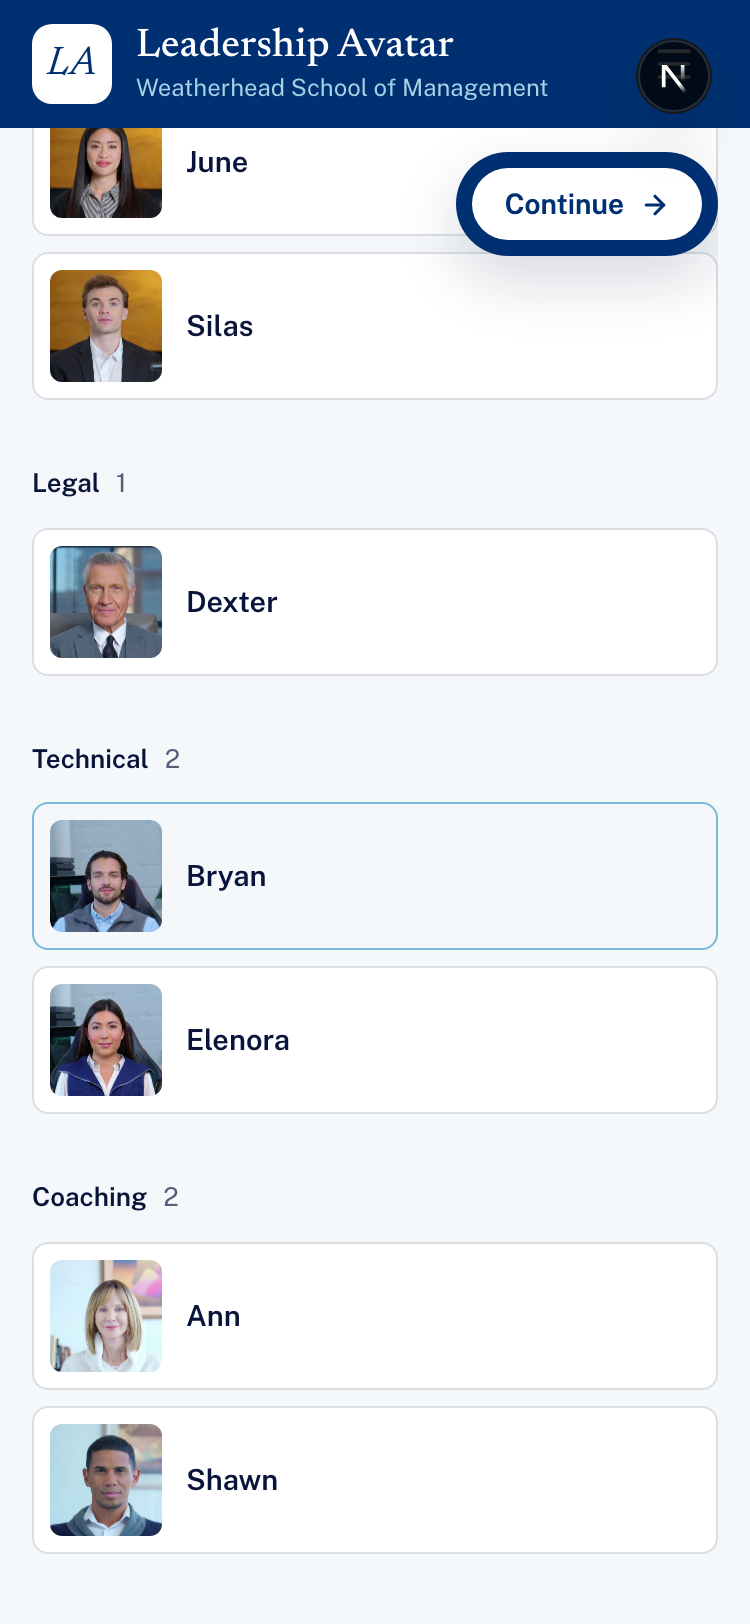 LA
Leadership Avatar
Weatherhead School of Management
N
June
Continue
Silas
Legal 1
Dexter
Technical 2
Bryan
Elenora
Coaching 2
Ann
Shawn